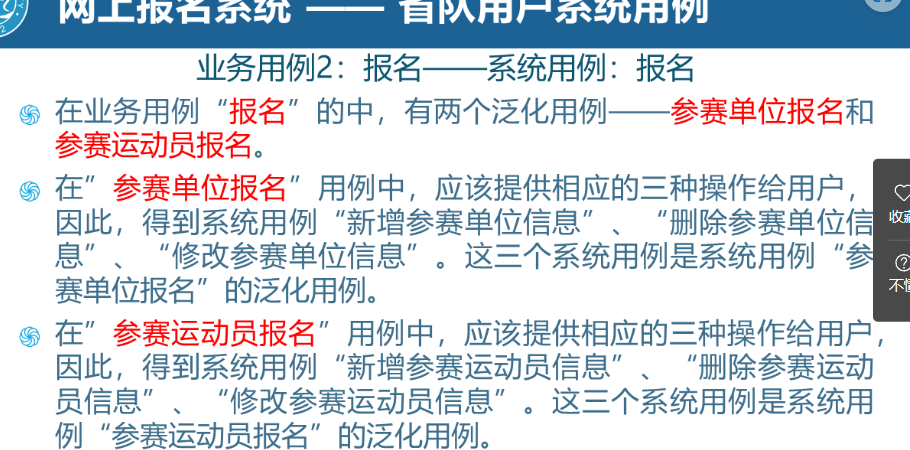 网上报名系统 —— 省队用户系统用例
业务用例2：报名——系统用例：报名
在业务用例“报名”的中，有两个泛化用例——参赛单位报名和
参赛运动员报名。
在”参赛单位报名”用例中，应该提供相应的三种操作给用户，
因此，得到系统用例“新增参赛单位信息”、“删除参赛单位信
息”、“修改参赛单位信息”。这三个系统用例是系统用例“参
赛单位报名”的泛化用例。
在”参赛运动员报名”用例中，应该提供相应的三种操作给用户，
因此，得到系统用例“新增参赛运动员信息”、“删除参赛运动
员信息”、“修改参赛运动员信息”。这三个系统用例是系统用
例“参赛运动员报名”的泛化用例。
收藏
不懂